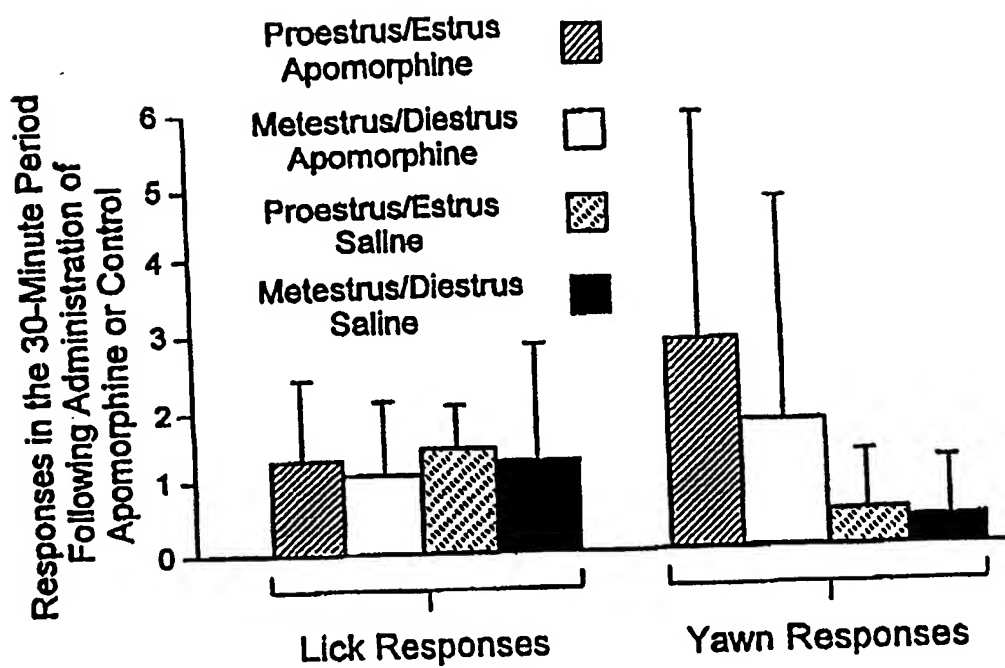 Proestrus/Estrus
Apomorphine
Metestrus/Diestrus
Apomorphine
Proestrus/Estrus
Saline
Metestrus/Diestrus
Saline
Responses in the 30-Minute Period
Following Administration of
Apomorphine or Control
6
5
4
3
2
1
0
Lick Responses
Yawn Responses